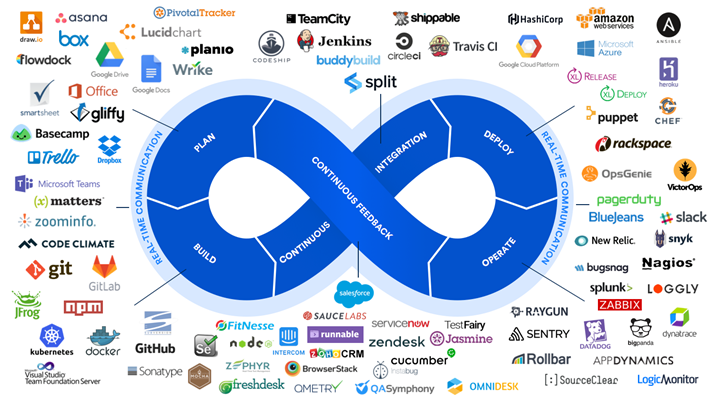 draw.io
asana
PivotalTracker
TeamCity
shippable
HashiCorp
amazon
web services
ANSIBLE
box
Lucidchart
planio
CODESHIP
Jenkins
circleci
Travis CI
Google Cloud Platform
Microsoft
Azure
flowdock
Google Drive
Google Docs
Wrike
buddybuild
split
XL RELEASE
XL DEPLOY
heroku
smartsheet
Office
gliffy
puppet
CHEF
Basecamp
Trello
Dropbox
rackspace
REAL-TIME COMMUNICATION
PLAN
CONTINUOUS FEEDBACK
INTEGRATION
DEPLOY
REAL-TIME COMMUNICATION
BUILD
CONTINUOUS
OPERATE
Microsoft Teams
(x) matters
zoominfo.
OpsGenie
VictorOps
pagerduty
BlueJeans
slack
CODE CLIMATE
New Relic.
snyk
git
GitLab
bugsnag
Nagios
JFrog
npm
salesforce
splunk>
LOGGLY
ZABBIX
kubernetes
docker
GitHub
Se
FitNesse
node
SAUCELABS
INTERCOM
runnable
servicenow
TestFairy
zendesk
Jasmine
RAYGUN
SENTRY
DATADOG
bigpanda
dynatrace
Visual Studio
Team Foundation Server
Sonatype
MOCHA
ZEPHYR
ZOHO CRM
BrowserStack
instabug
cucumber
Rollbar
APPDYNAMICS
freshdesk
QMETRY
QASymphony
OMNIDESK
[:]SourceClear
LogicMonitor